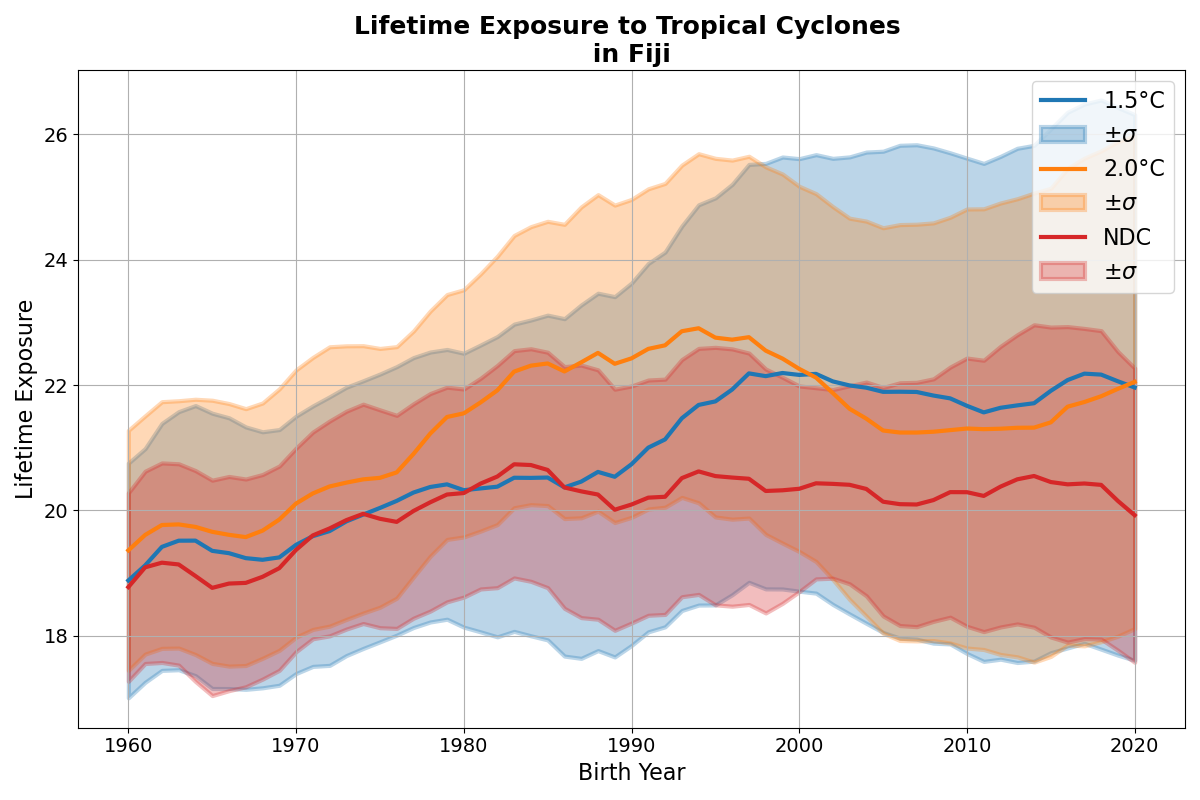 Lifetime Exposure to Tropical Cyclones
in Fiji
1.5°C
±σ
2.0°C
±σ
NDC
±σ
Lifetime Exposure
26
24
22
20
18
1960 1970 1980 1990 2000 2010 2020
Birth Year